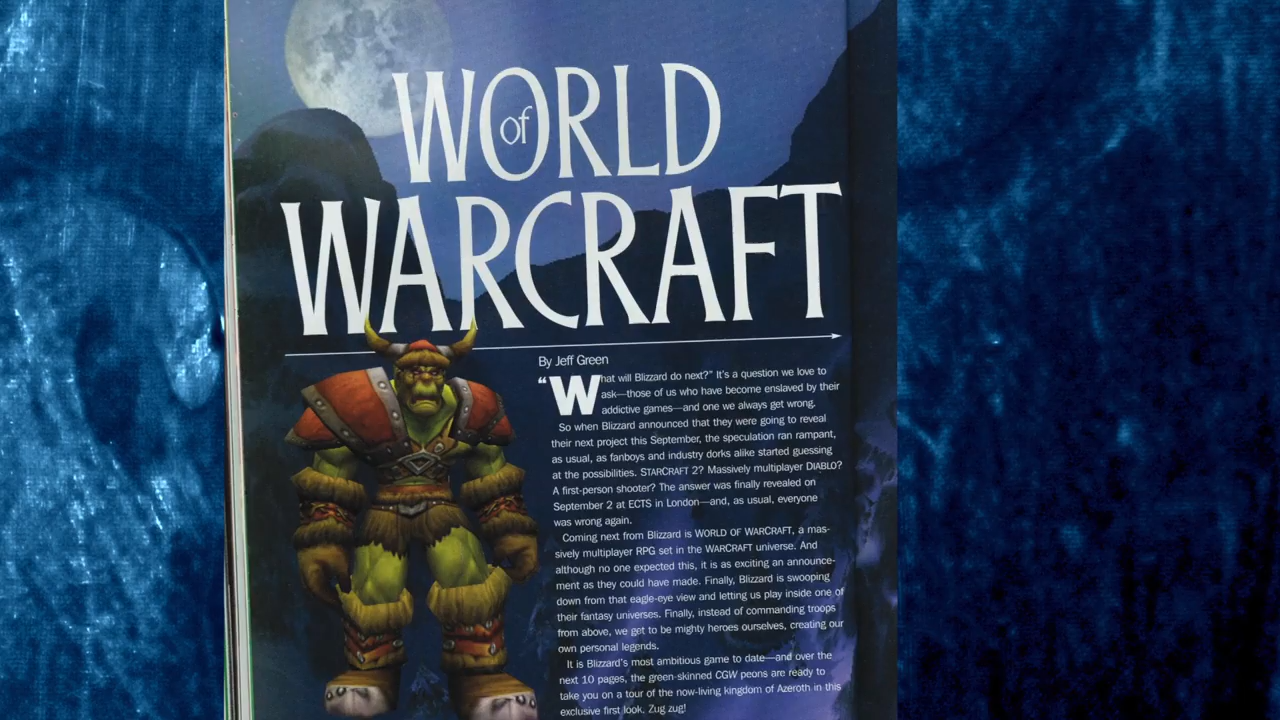 WORLD
of
WARCRAFT
By Jeff Green
“What will Blizzard do next?” It’s a question we love to
ask—those of us who have become enslaved by their
addictive games—and one we always get wrong.
So when Blizzard announced that they were going to reveal
their next project this September, the speculation ran rampant,
as usual, as fanboys and industry dorks alike started guessing
at the possibilities. STARCRAFT 2? Massively multiplayer DIABLO?
A first-person shooter? The answer was finally revealed on
September 2 at ECTS in London—and, as usual, everyone
was wrong again.
Coming next from Blizzard is WORLD OF WARCRAFT, a mas-
sively multiplayer RPG set in the WARCRAFT universe. And
although no one expected this, it is as exciting an announce-
ment as they could have made. Finally, Blizzard is swooping
down from that eagle-eye view and letting us play inside one of
their fantasy universes. Finally, instead of commanding troops
from above, we get to be mighty heroes ourselves, creating our
own personal legends.
It is Blizzard’s most ambitious game to date—and over the
next 10 pages, the green-skinned CGW peons are ready to
take you on a tour of the now-living kingdom of Azeroth in this
exclusive first look. Zug zug!